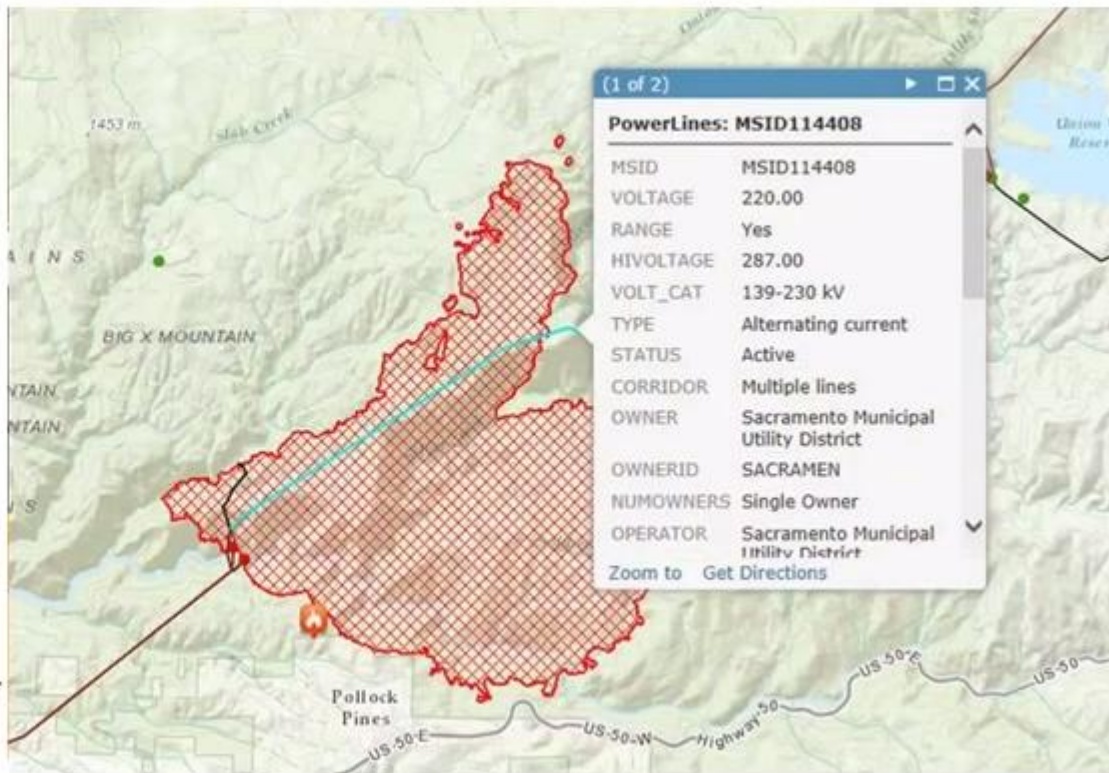 (1 of 2)
PowerLines: MSID114408
MSID MSID114408
VOLTAGE 220.00
RANGE Yes
HIVOLTAGE 287.00
VOLT_CAT 139-230 kV
TYPE Alternating current
STATUS Active
CORRIDOR Multiple lines
OWNER Sacramento Municipal
Utility District
OWNERID SACRAMEN
NUMOWNERS Single Owner
OPERATOR Sacramento Municipal
Utility District
Zoom to Get Directions
1453 m
Slab Creek
Union
Reser
A I N S
BIG X MOUNTAIN
NTAIN
NTAIN
N S
Pollock
Pines
US-50-E
US-50-W
Highway-50
US-50-E
US-50